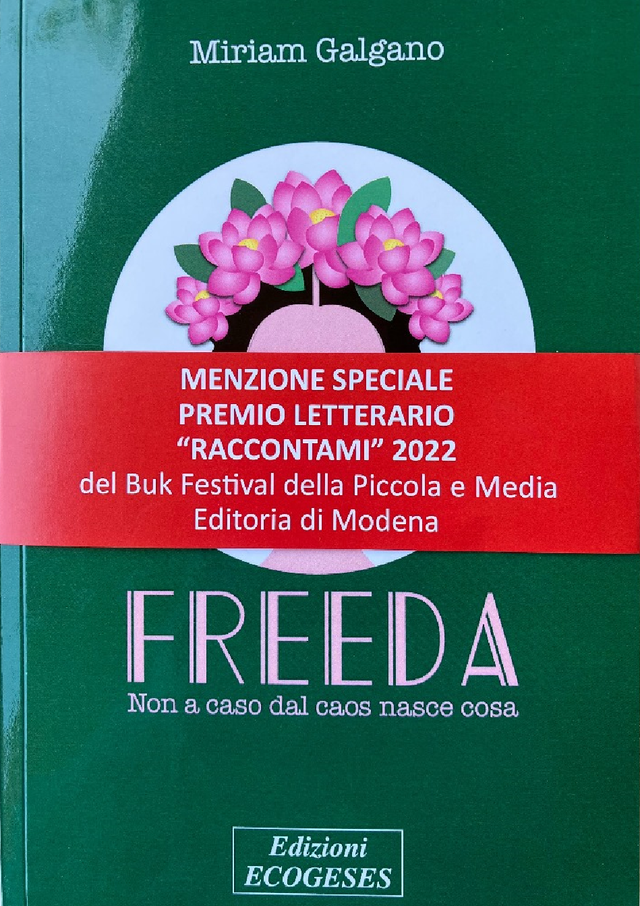 Miriam Galgano
MENZIONE SPECIALE
PREMIO LETTERARIO
“RACCONTAMI” 2022
del Buk Festival della Piccola e Media
Editoria di Modena
FREEDA
Non a caso dal caos nasce cosa
Edizioni
ECOGESES